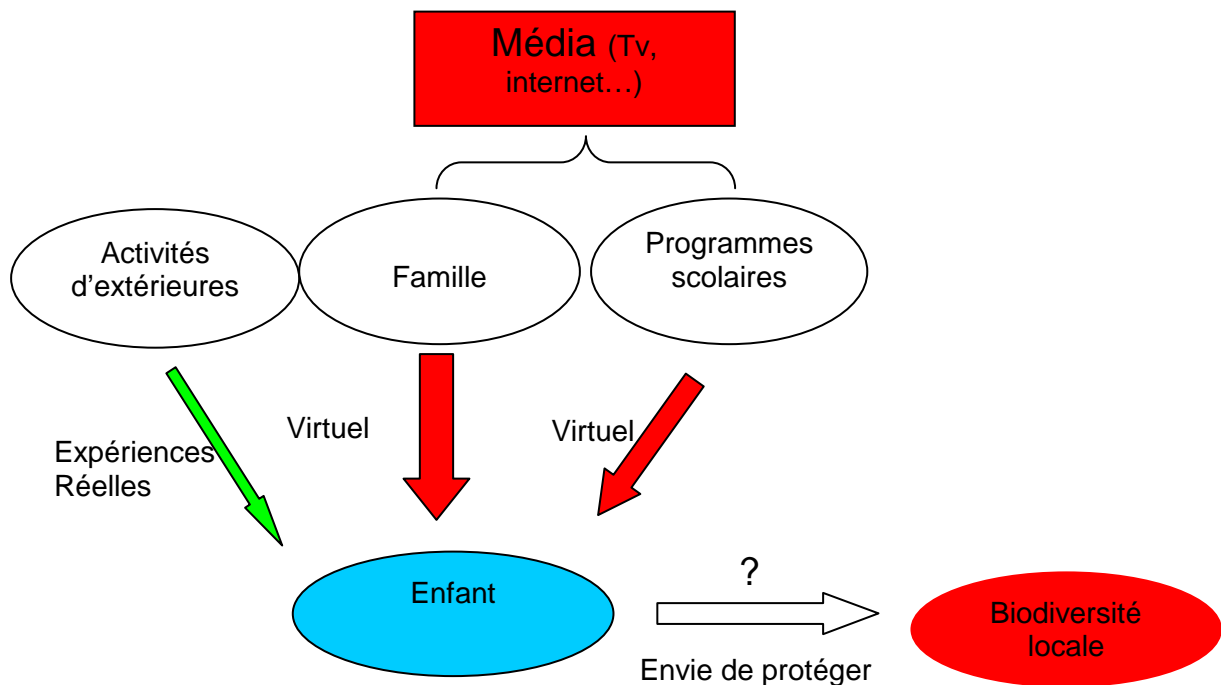 Média (Tv,
internet…)
Activités
d'extérieures
Famille
Programmes
scolaires
Expériences
Réelles
Virtuel
Virtuel
Enfant
?
Envie de protéger
Biodiversité
locale